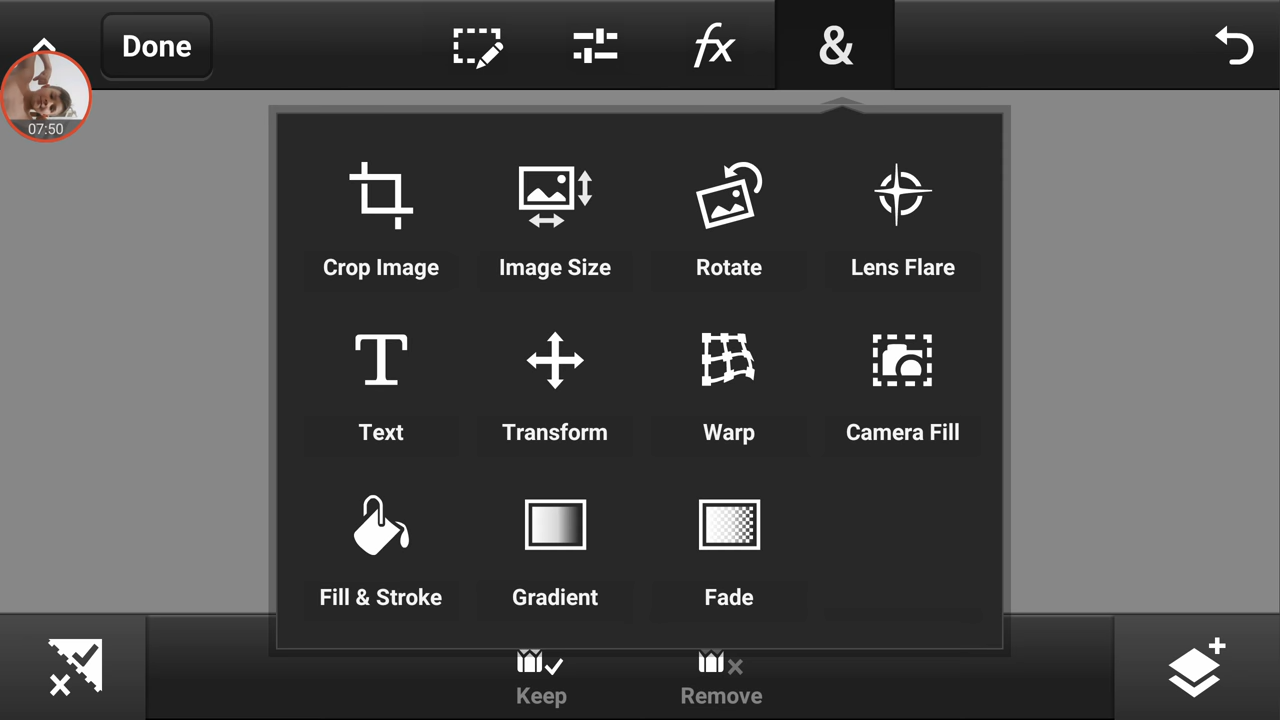 Done
fx
&
07:50
Crop Image
Image Size
Rotate
Lens Flare
Text
Transform
Warp
Camera Fill
Fill & Stroke
Gradient
Fade
Keep
Remove